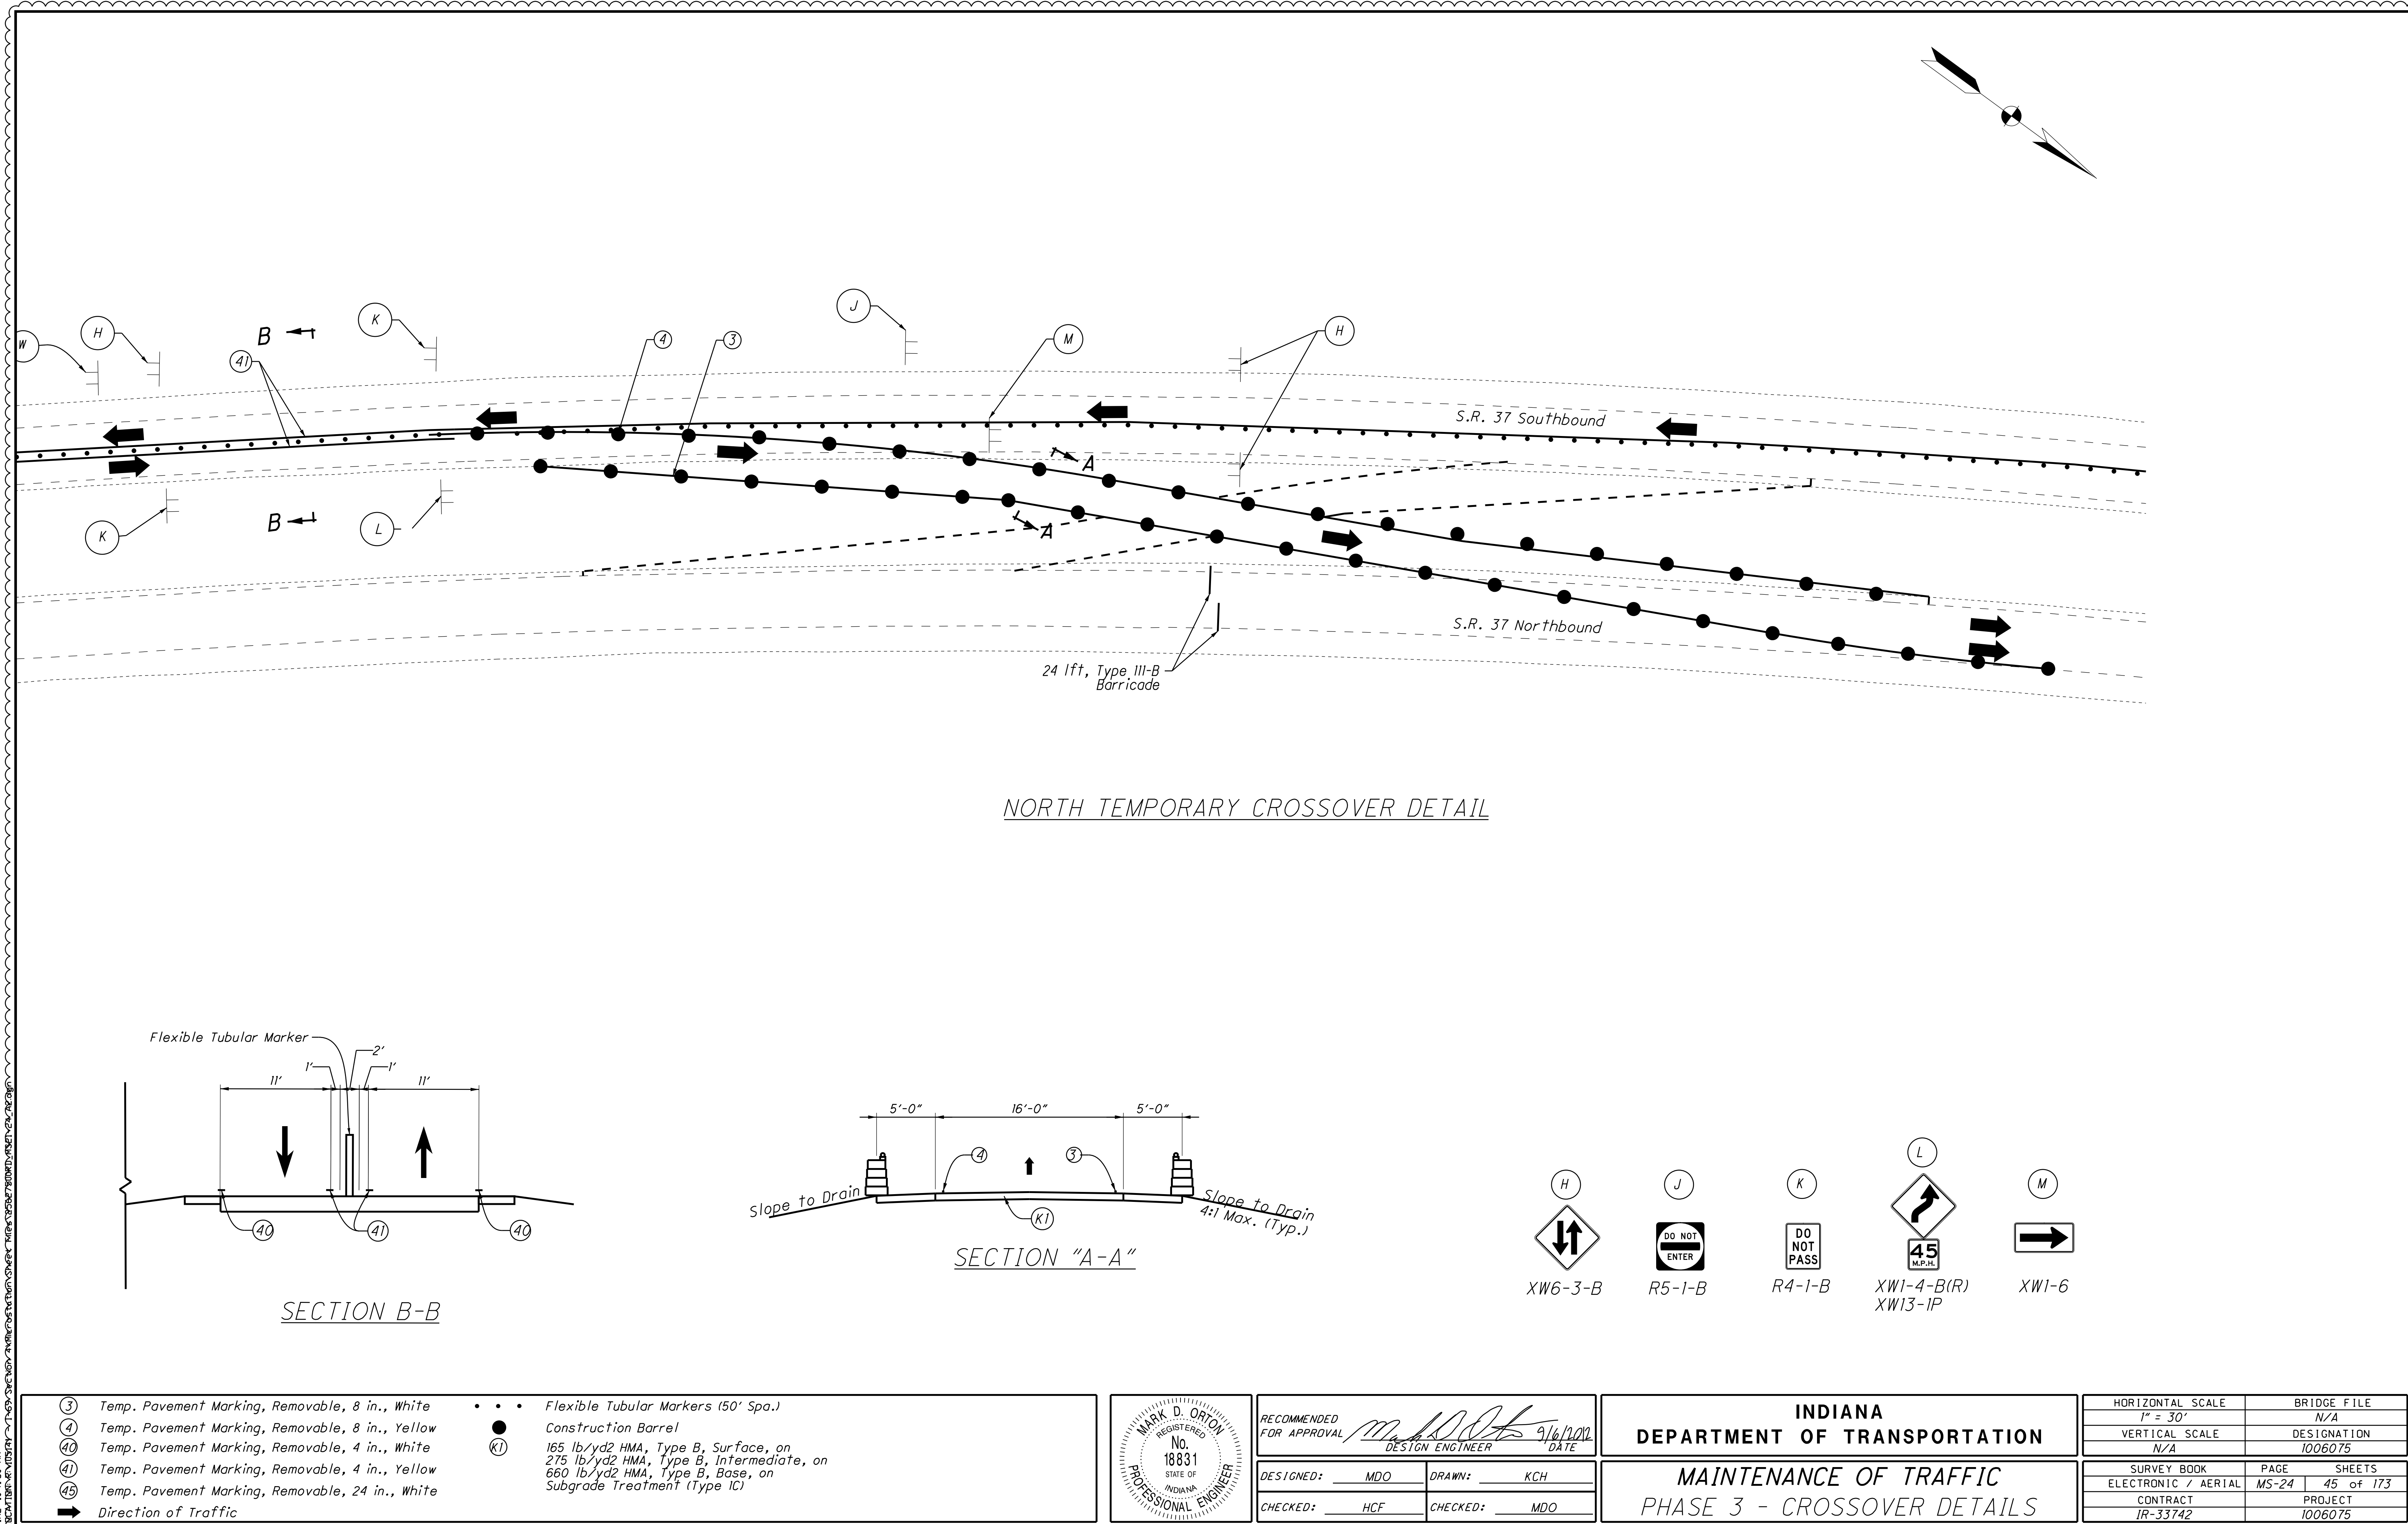 W
H
B
K
41
4
3
J
M
H
S.R. 37 Southbound
A
K
B
L
A
S.R. 37 Northbound
24 lft, Type III-B
Barricade
NORTH TEMPORARY CROSSOVER DETAIL
Flexible Tubular Marker
2'
1'
1'
11'
11'
40
41
40
SECTION B-B
5'-0"
16'-0"
5'-0"
4
3
Slope to Drain
Slope to Drain
4:1 Max. (Typ.)
K1
SECTION "A-A"
H
J
K
L
M
DO NOT
ENTER
DO
NOT
PASS
45
M.P.H.
XW6-3-B
R5-1-B
R4-1-B
XW1-4-B(R)
XW13-1P
XW1-6
3 Temp. Pavement Marking, Removable, 8 in., White
4 Temp. Pavement Marking, Removable, 8 in., Yellow
40 Temp. Pavement Marking, Removable, 4 in., White
41 Temp. Pavement Marking, Removable, 4 in., Yellow
45 Temp. Pavement Marking, Removable, 24 in., White
Direction of Traffic
Flexible Tubular Markers (50' Spa.)
Construction Barrel
K1 165 lb/yd2 HMA, Type B, Surface, on
275 lb/yd2 HMA, Type B, Intermediate, on
660 lb/yd2 HMA, Type B, Base, on
Subgrade Treatment (Type IC)
MARK D. ORTON
REGISTERED
No.
18831
STATE OF
INDIANA
PROFESSIONAL ENGINEER
RECOMMENDED
FOR APPROVAL
9/6/2012
DESIGN ENGINEER DATE
DESIGNED: MDO DRAWN: KCH
CHECKED: HCF CHECKED: MDO
INDIANA
DEPARTMENT OF TRANSPORTATION
MAINTENANCE OF TRAFFIC
PHASE 3 - CROSSOVER DETAILS
HORIZONTAL SCALE BRIDGE FILE
1" = 30' N/A
VERTICAL SCALE DESIGNATION
N/A 1006075
SURVEY BOOK PAGE SHEETS
ELECTRONIC / AERIAL MS-24 45 of 173
CONTRACT PROJECT
IR-33742 1006075